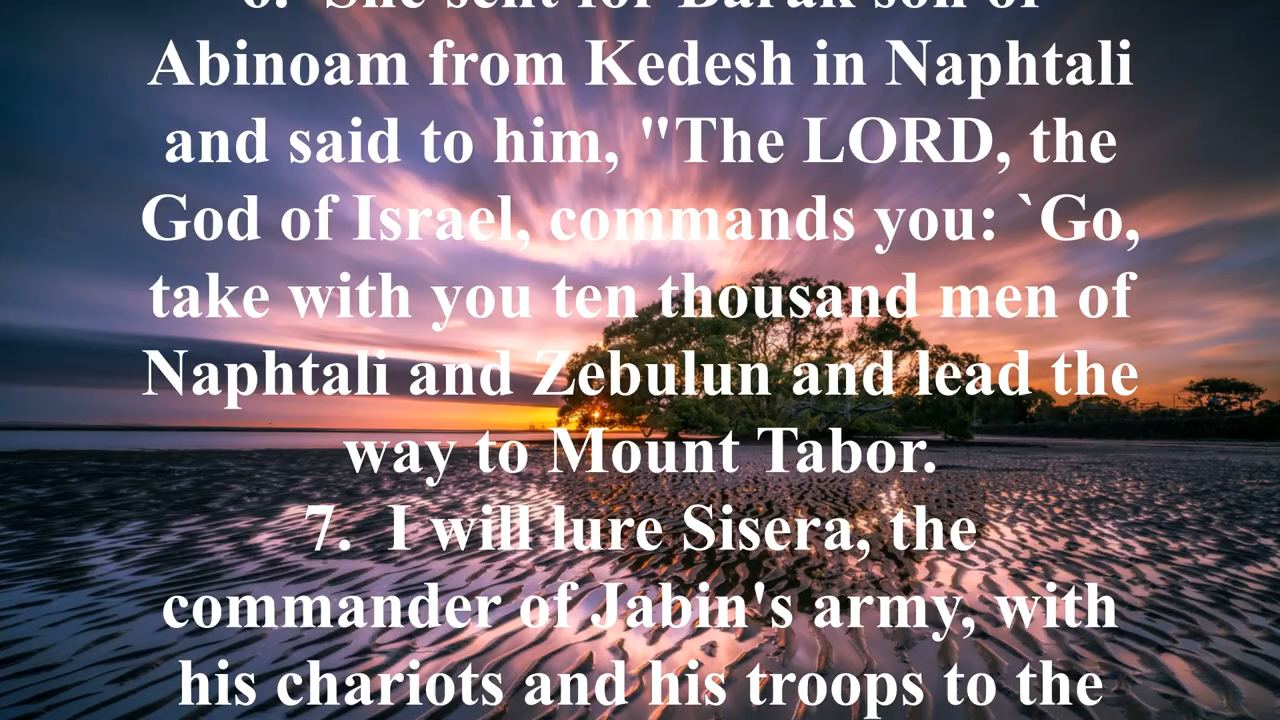 6.  She sent for Barak son of
Abinoam from Kedesh in Naphtali
and said to him, "The LORD, the
God of Israel, commands you: `Go,
take with you ten thousand men of
Naphtali and Zebulun and lead the
way to Mount Tabor.
7.  I will lure Sisera, the
commander of Jabin's army, with
his chariots and his troops to the